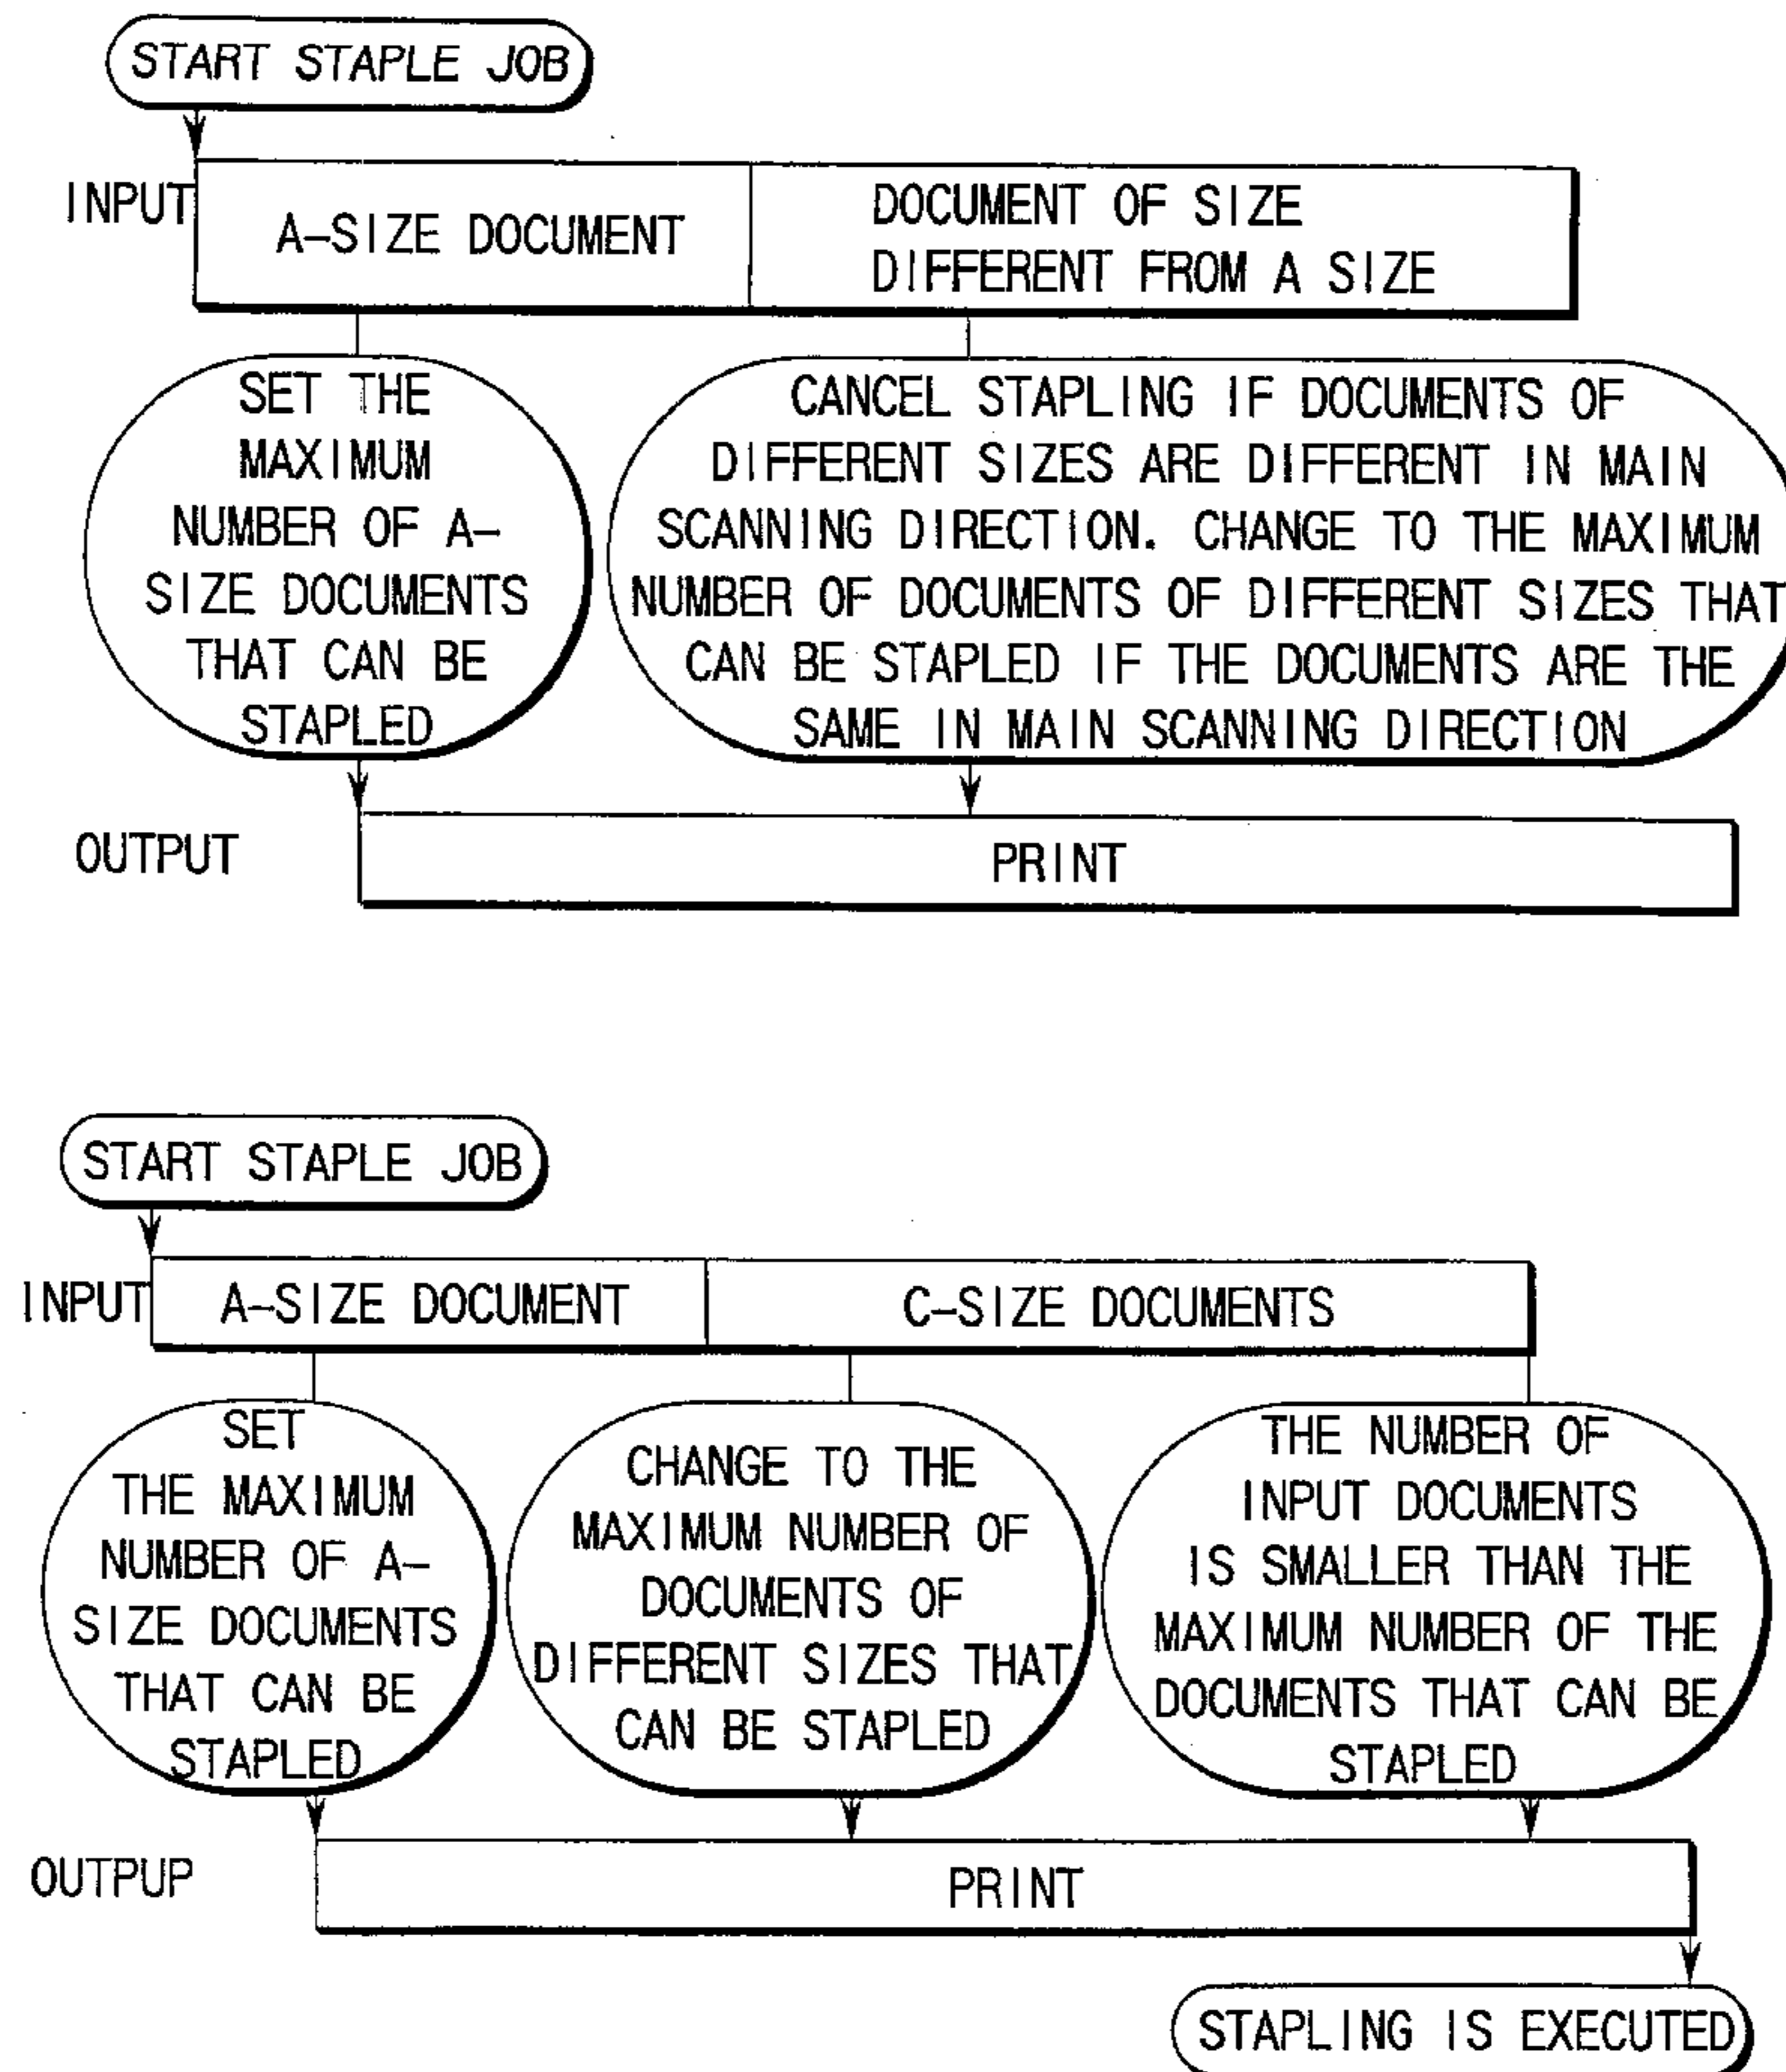 START STAPLE JOB
INPUT
A-SIZE DOCUMENT
DOCUMENT OF SIZE
DIFFERENT FROM A SIZE
SET THE
MAXIMUM
NUMBER OF A-
SIZE DOCUMENTS
THAT CAN BE
STAPLED
CANCEL STAPLING IF DOCUMENTS OF
DIFFERENT SIZES ARE DIFFERENT IN MAIN
SCANNING DIRECTION. CHANGE TO THE MAXIMUM
NUMBER OF DOCUMENTS OF DIFFERENT SIZES THAT
CAN BE STAPLED IF THE DOCUMENTS ARE THE
SAME IN MAIN SCANNING DIRECTION
OUTPUT
PRINT
START STAPLE JOB
INPUT
A-SIZE DOCUMENT
C-SIZE DOCUMENTS
SET
THE MAXIMUM
NUMBER OF A-
SIZE DOCUMENTS
THAT CAN BE
STAPLED
CHANGE TO THE
MAXIMUM NUMBER OF
DOCUMENTS OF
DIFFERENT SIZES THAT
CAN BE STAPLED
THE NUMBER OF
INPUT DOCUMENTS
IS SMALLER THAN THE
MAXIMUM NUMBER OF THE
DOCUMENTS THAT CAN BE
STAPLED
OUTPUP
PRINT
STAPLING IS EXECUTED